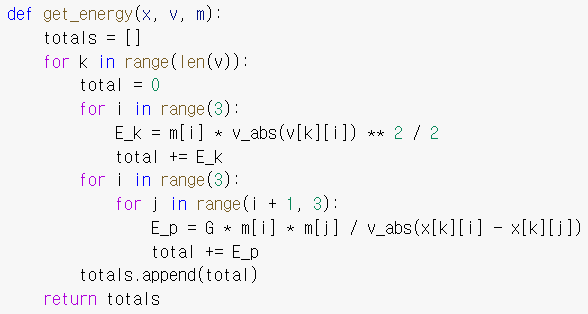 def get_energy(x, v, m):
    totals = []
    for k in range(len(v)):
        total = 0
        for i in range(3):
            E_k = m[i] * v_abs(v[k][i]) ** 2 / 2
            total += E_k
        for i in range(3):
            for j in range(i + 1, 3):
                E_p = G * m[i] * m[j] / v_abs(x[k][i] - x[k][j])
                total += E_p
        totals.append(total)
    return totals